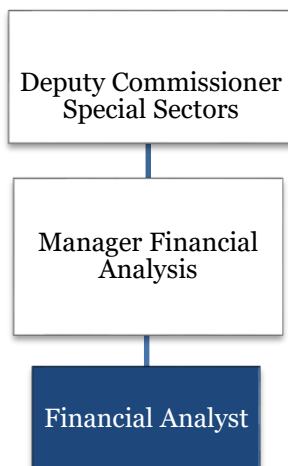 Deputy Commissioner
Special Sectors
Manager Financial
Analysis
Financial Analyst